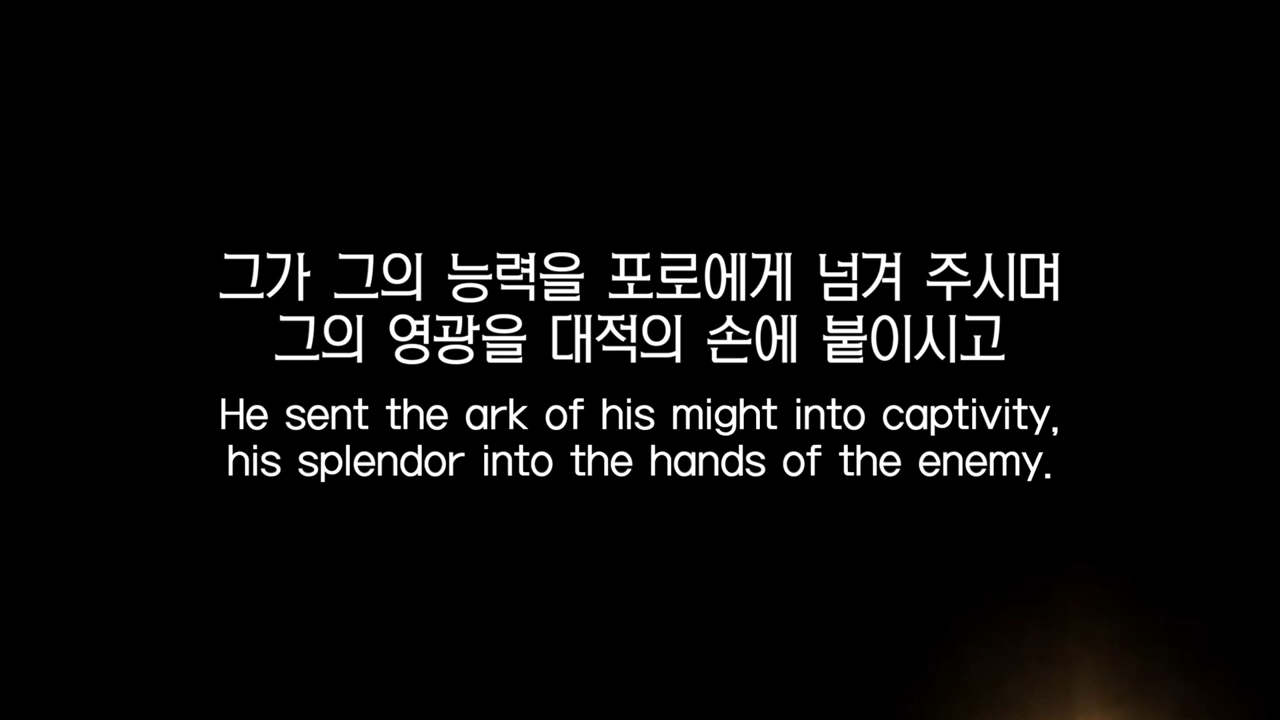 그가 그의 능력을 포로에게 넘겨 주시며
그의 영광을 대적의 손에 붙이시고
He sent the ark of his might into captivity,
his splendor into the hands of the enemy.